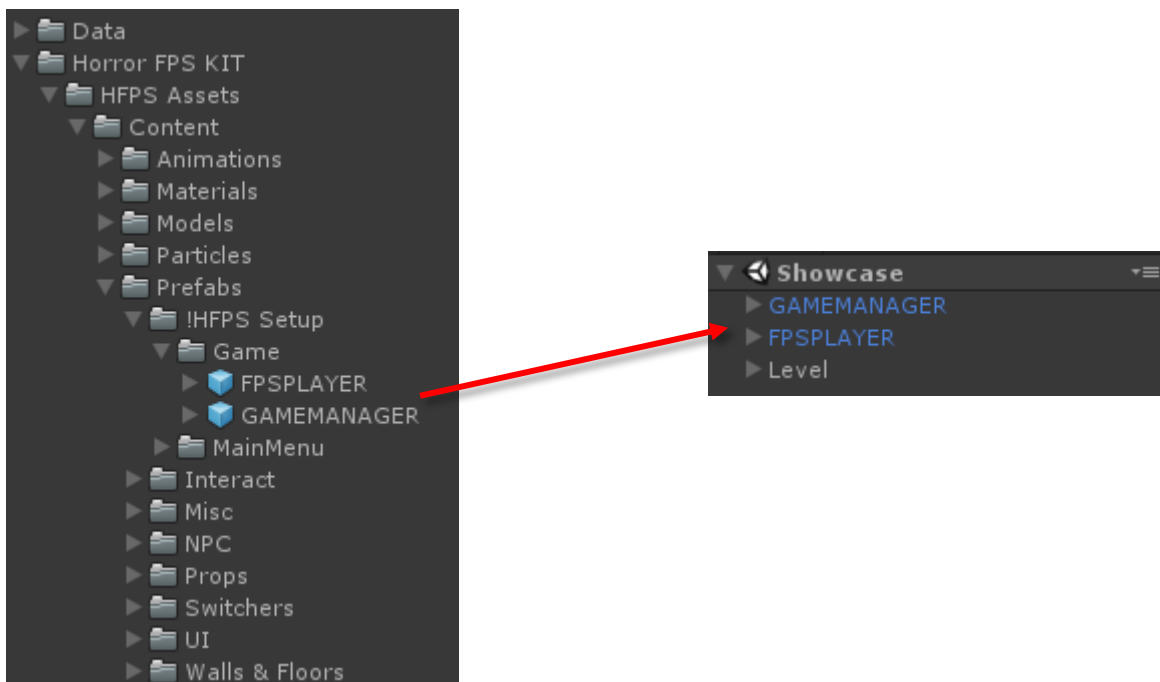 Data
Horror FPS KIT
HFPS Assets
Content
Animations
Materials
Models
Particles
Prefabs
!HFPS Setup
Game
FPSPLAYER
GAMEMANAGER
MainMenu
Interact
Misc
NPC
Props
Switchers
UI
Walls & Floors
Showcase
GAMEMANAGER
FPSPLAYER
Level